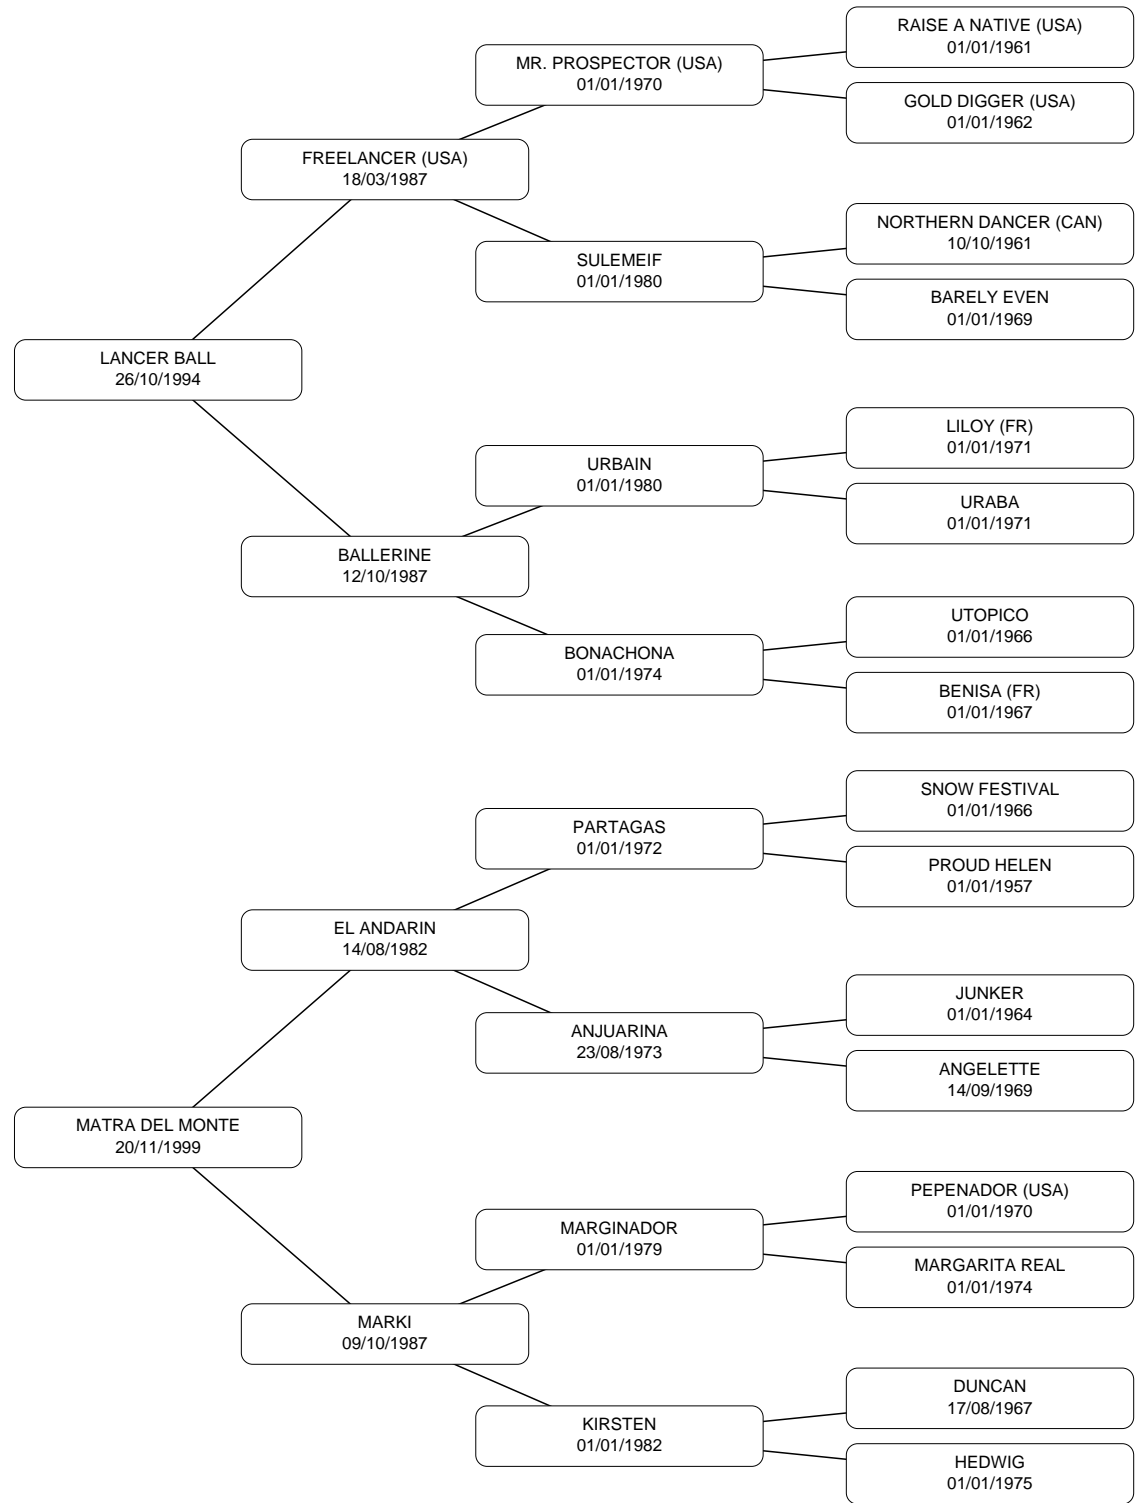 RAISE A NATIVE (USA)
01/01/1961
MR. PROSPECTOR (USA)
01/01/1970
GOLD DIGGER (USA)
01/01/1962
FREELANCER (USA)
18/03/1987
NORTHERN DANCER (CAN)
10/10/1961
SULEMEIF
01/01/1980
BARELY EVEN
01/01/1969
LANCER BALL
26/10/1994
LILOY (FR)
01/01/1971
URBAIN
01/01/1980
URABA
01/01/1971
BALLERINE
12/10/1987
UTOPICO
01/01/1966
BONACHONA
01/01/1974
BENISA (FR)
01/01/1967
SNOW FESTIVAL
01/01/1966
PARTAGAS
01/01/1972
PROUD HELEN
01/01/1957
EL ANDARIN
14/08/1982
JUNKER
01/01/1964
ANJUARINA
23/08/1973
ANGELETTE
14/09/1969
MATRA DEL MONTE
20/11/1999
PEPENADOR (USA)
01/01/1970
MARGINADOR
01/01/1979
MARGARITA REAL
01/01/1974
MARKI
09/10/1987
DUNCAN
17/08/1967
KIRSTEN
01/01/1982
HEDWIG
01/01/1975